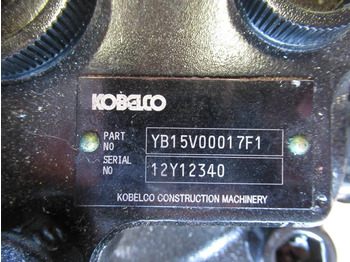 KOBELCO
PART NO YB15V00017F1
SERIAL NO 12Y12340
KOBELCO CONSTRUCTION MACHINERY